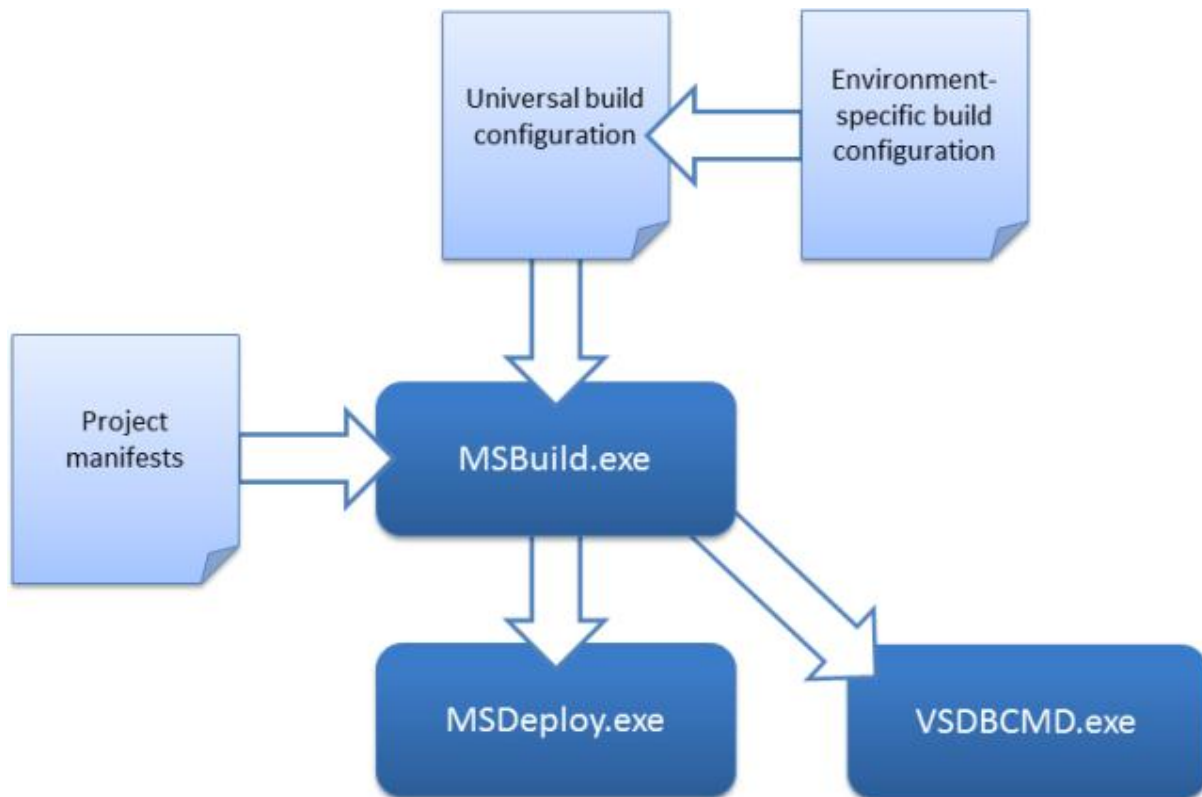 Universal build
configuration
Environment-
specific build
configuration
Project
manifests
MSBuild.exe
MSDeploy.exe
VSDBCMD.exe